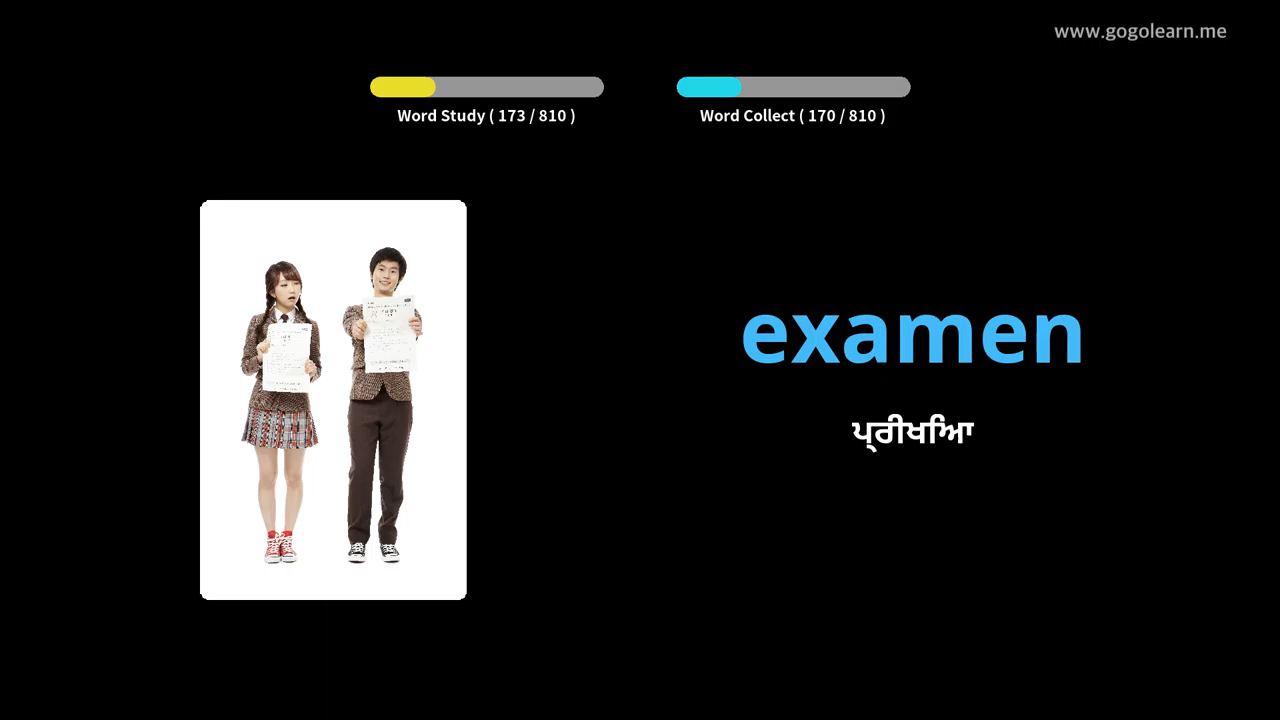 www.gogolearn.me
Word Study ( 173 / 810 )
Word Collect ( 170 / 810 )
examen
ਪ੍ਰੀਖਿਆ